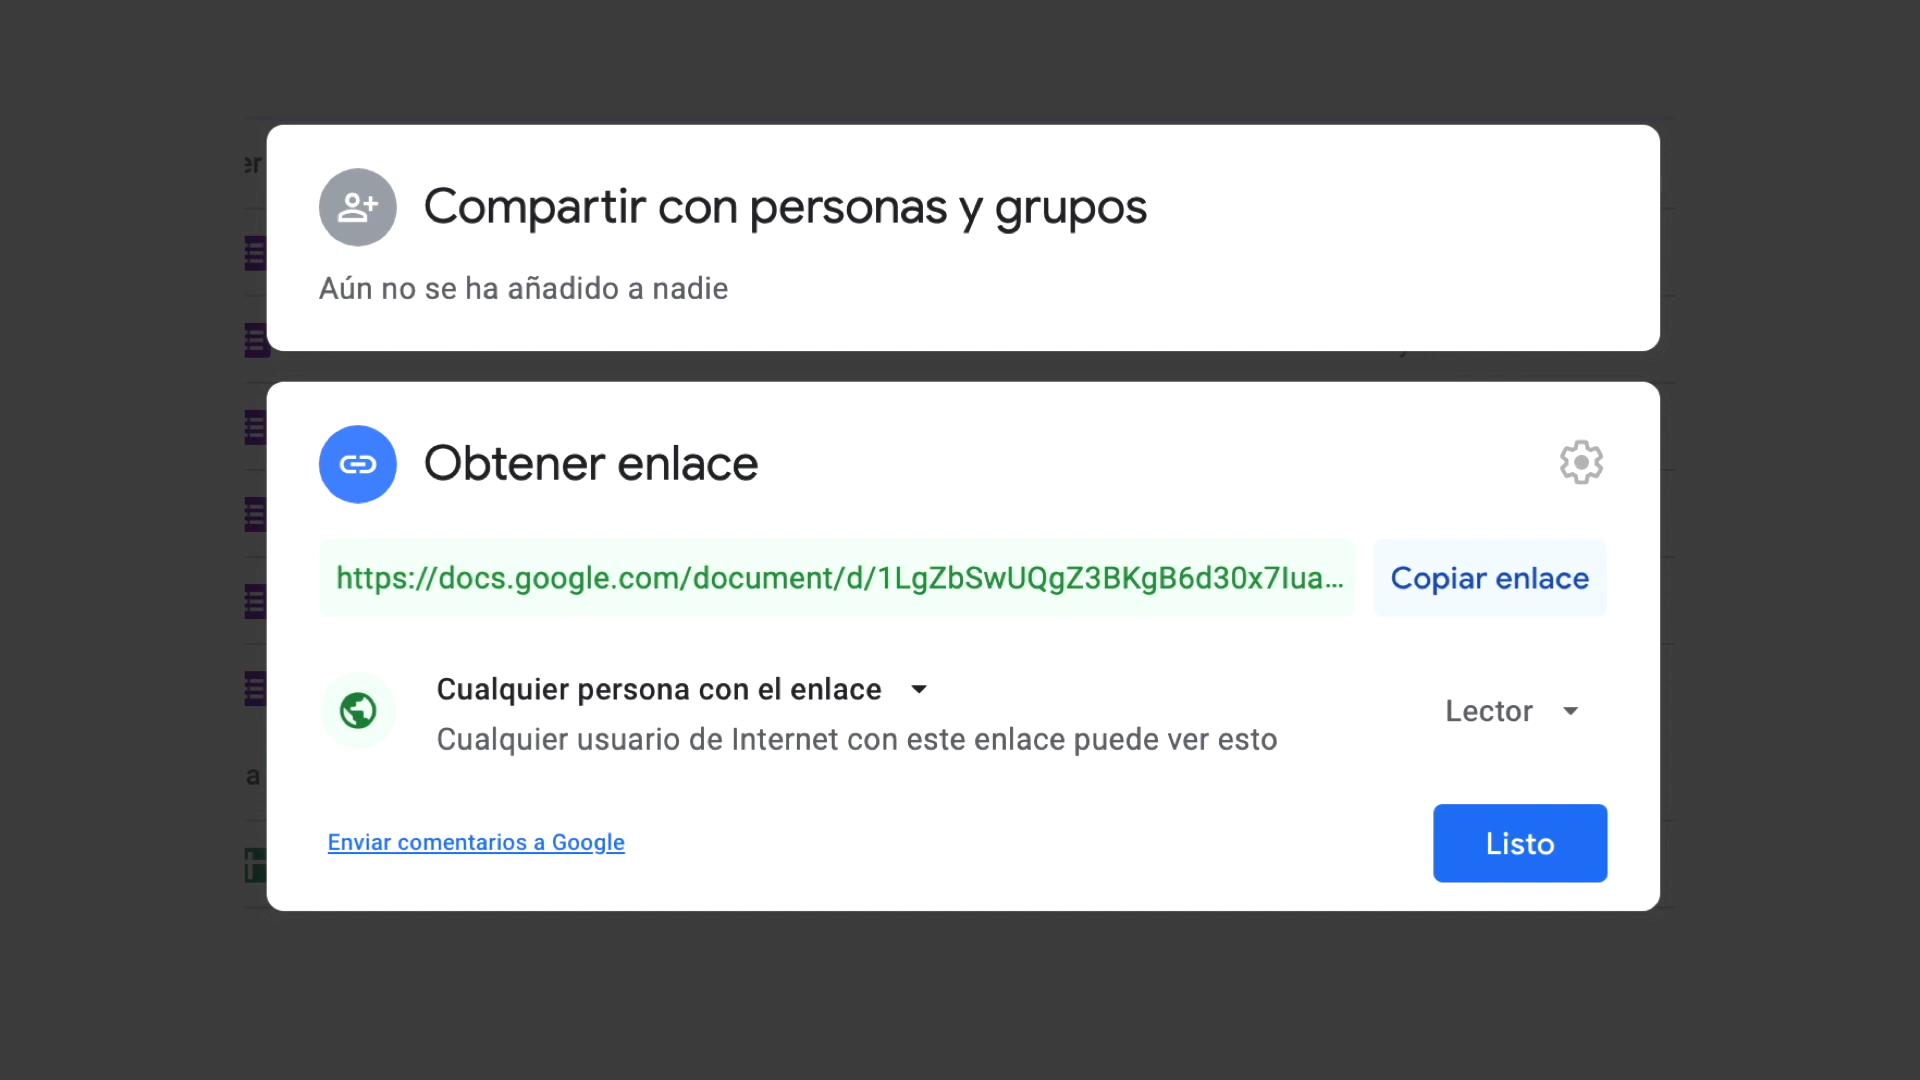 er
Compartir con personas y grupos
Aún no se ha añadido a nadie
Obtener enlace
https://docs.google.com/document/d/1LgZbSwUQgZ3BKgB6d30x7Iua...
Copiar enlace
Cualquier persona con el enlace
Cualquier usuario de Internet con este enlace puede ver esto
Lector
a
Enviar comentarios a Google
Listo